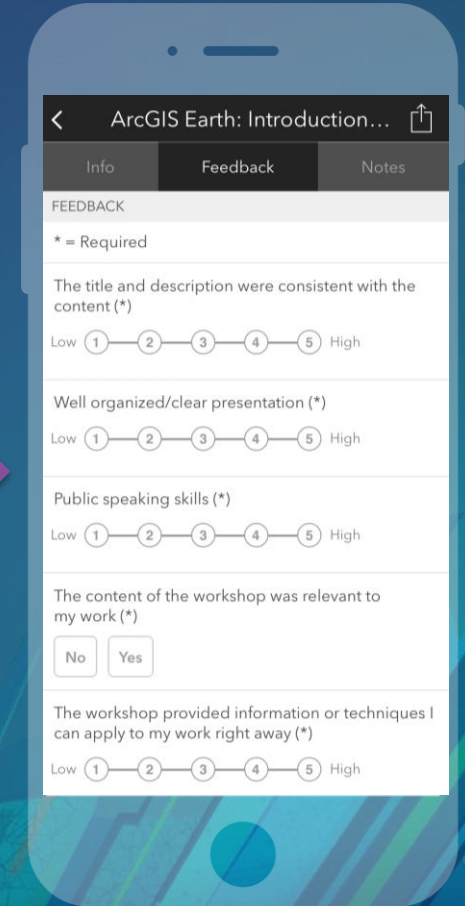 ArcGIS Earth: Introduction...
Info Feedback Notes
FEEDBACK
* = Required
The title and description were consistent with the
content (*)
Low 1 2 3 4 5 High
Well organized/clear presentation (*)
Low 1 2 3 4 5 High
Public speaking skills (*)
Low 1 2 3 4 5 High
The content of the workshop was relevant to
my work (*)
No Yes
The workshop provided information or techniques I
can apply to my work right away (*)
Low 1 2 3 4 5 High